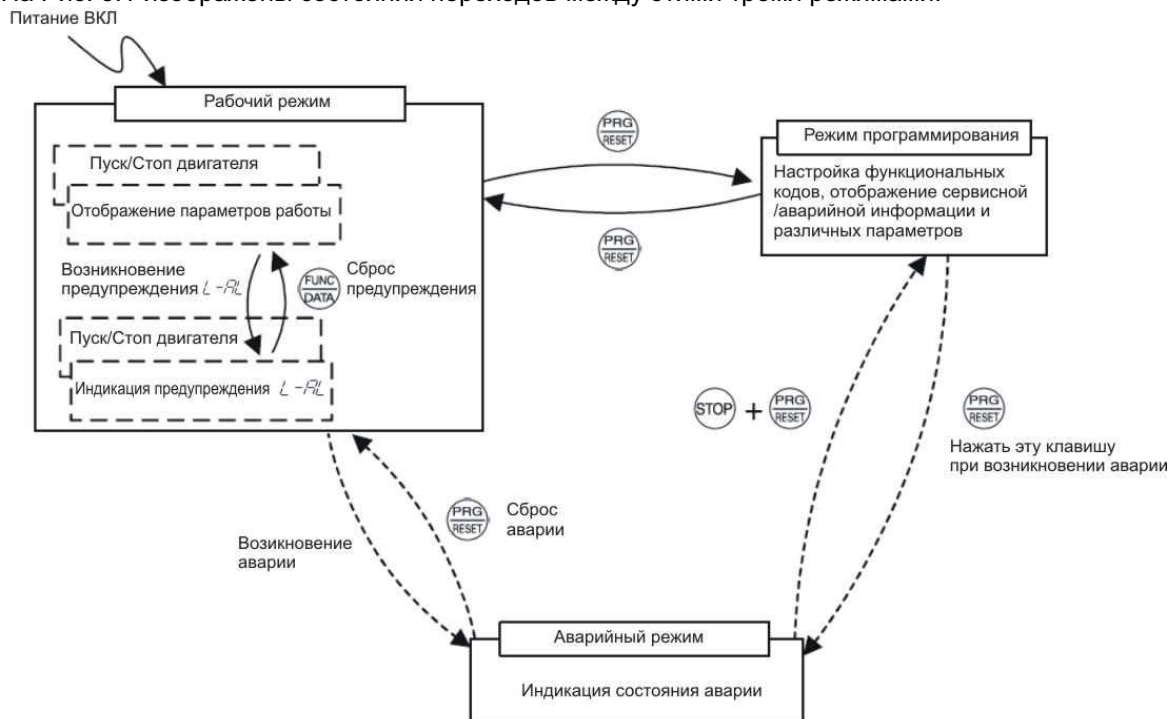 Питание ВКЛ
Рабочий режим
Пуск/Стоп двигателя
Отображение параметров работы
Возникновение
предупреждения L-AL
FUNC
DATA
Сброс
предупреждения
Пуск/Стоп двигателя
Индикация предупреждения L-AL
PRG
RESET
PRG
RESET
Режим программирования
Настройка функциональных
кодов, отображение сервисной
/аварийной информации и
различных параметров
STOP + PRG
RESET
PRG
RESET
Нажать эту клавишу
при возникновении аварии
PRG
RESET
Сброс
аварии
Возикновение
аварии
Аварийный режим
Индикация состояния аварии